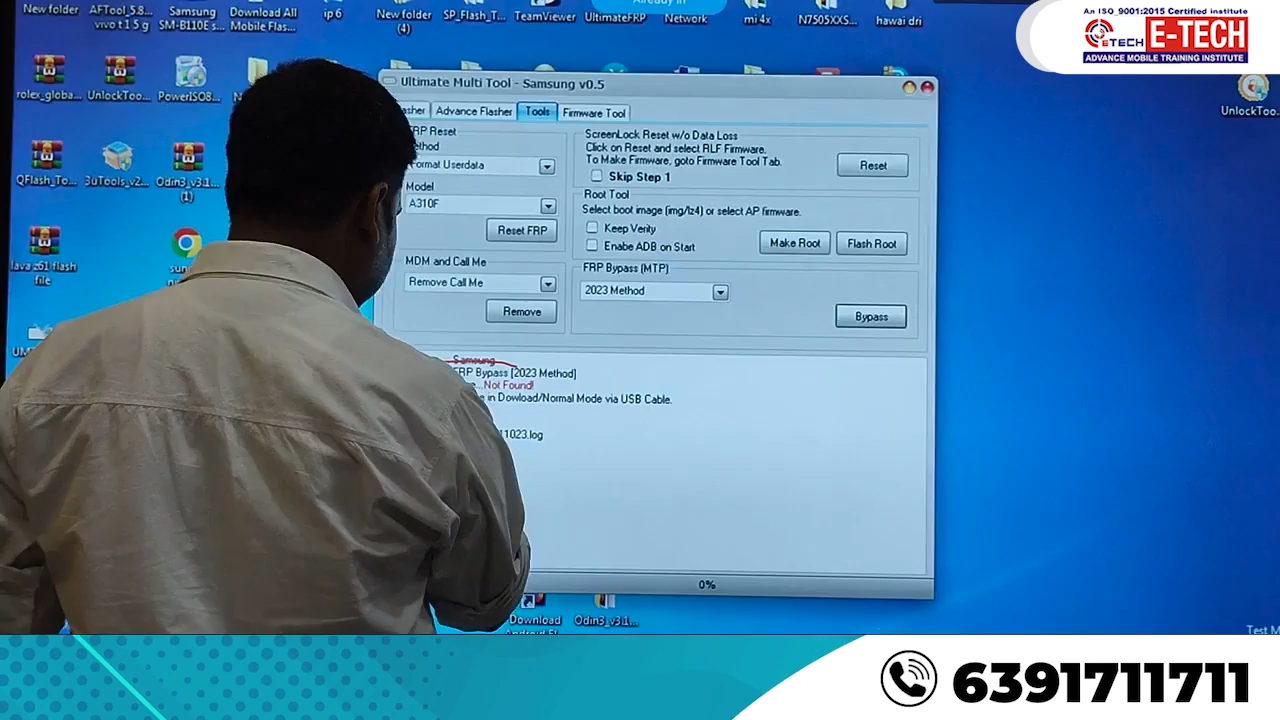 New folder
AFTool_5.8...
vivo t1 5 g
Samsung
SM-B110E s...
Download All
Mobile Flas...
ip 6
New folder
(4)
SP_Flash_T...
TeamViewer
UltimateFRP
Network
mi 4x
N7505XXS...
hawai dri
An ISO_9001:2015 Certified institute
ETECH E-TECH
ADVANCE MOBILE TRAINING INSTITUTE
rolex_globa...
UnlockToo...
PowerISO8...
UnlockToo...
QFlash_To...
3uTools_v2...
Odin3_v3.1...
(1)
lava z61 flash
file
Ultimate Multi Tool - Samsung v0.5
Advance Flasher
Tools
Firmware Tool
FRP Reset
Format Userdata
Model
A310F
Reset FRP
MDM and Call Me
Remove Call Me
Remove
ScreenLock Reset w/o Data Loss
Click on Reset and select RLF Firmware.
To Make Firmware, goto Firmware Tool Tab.
Skip Step 1
Reset
Root Tool
Select boot image (img/lz4) or select AP firmware.
Keep Verity
Enable ADB on Start
Make Root
Flash Root
FRP Bypass (MTP)
2023 Method
Bypass
Samsung
FRP Bypass [2023 Method]
...Not Found!
in Dowload/Normal Mode via USB Cable.
11023.log
0%
Download
Odin3_v3.1...
6391711711